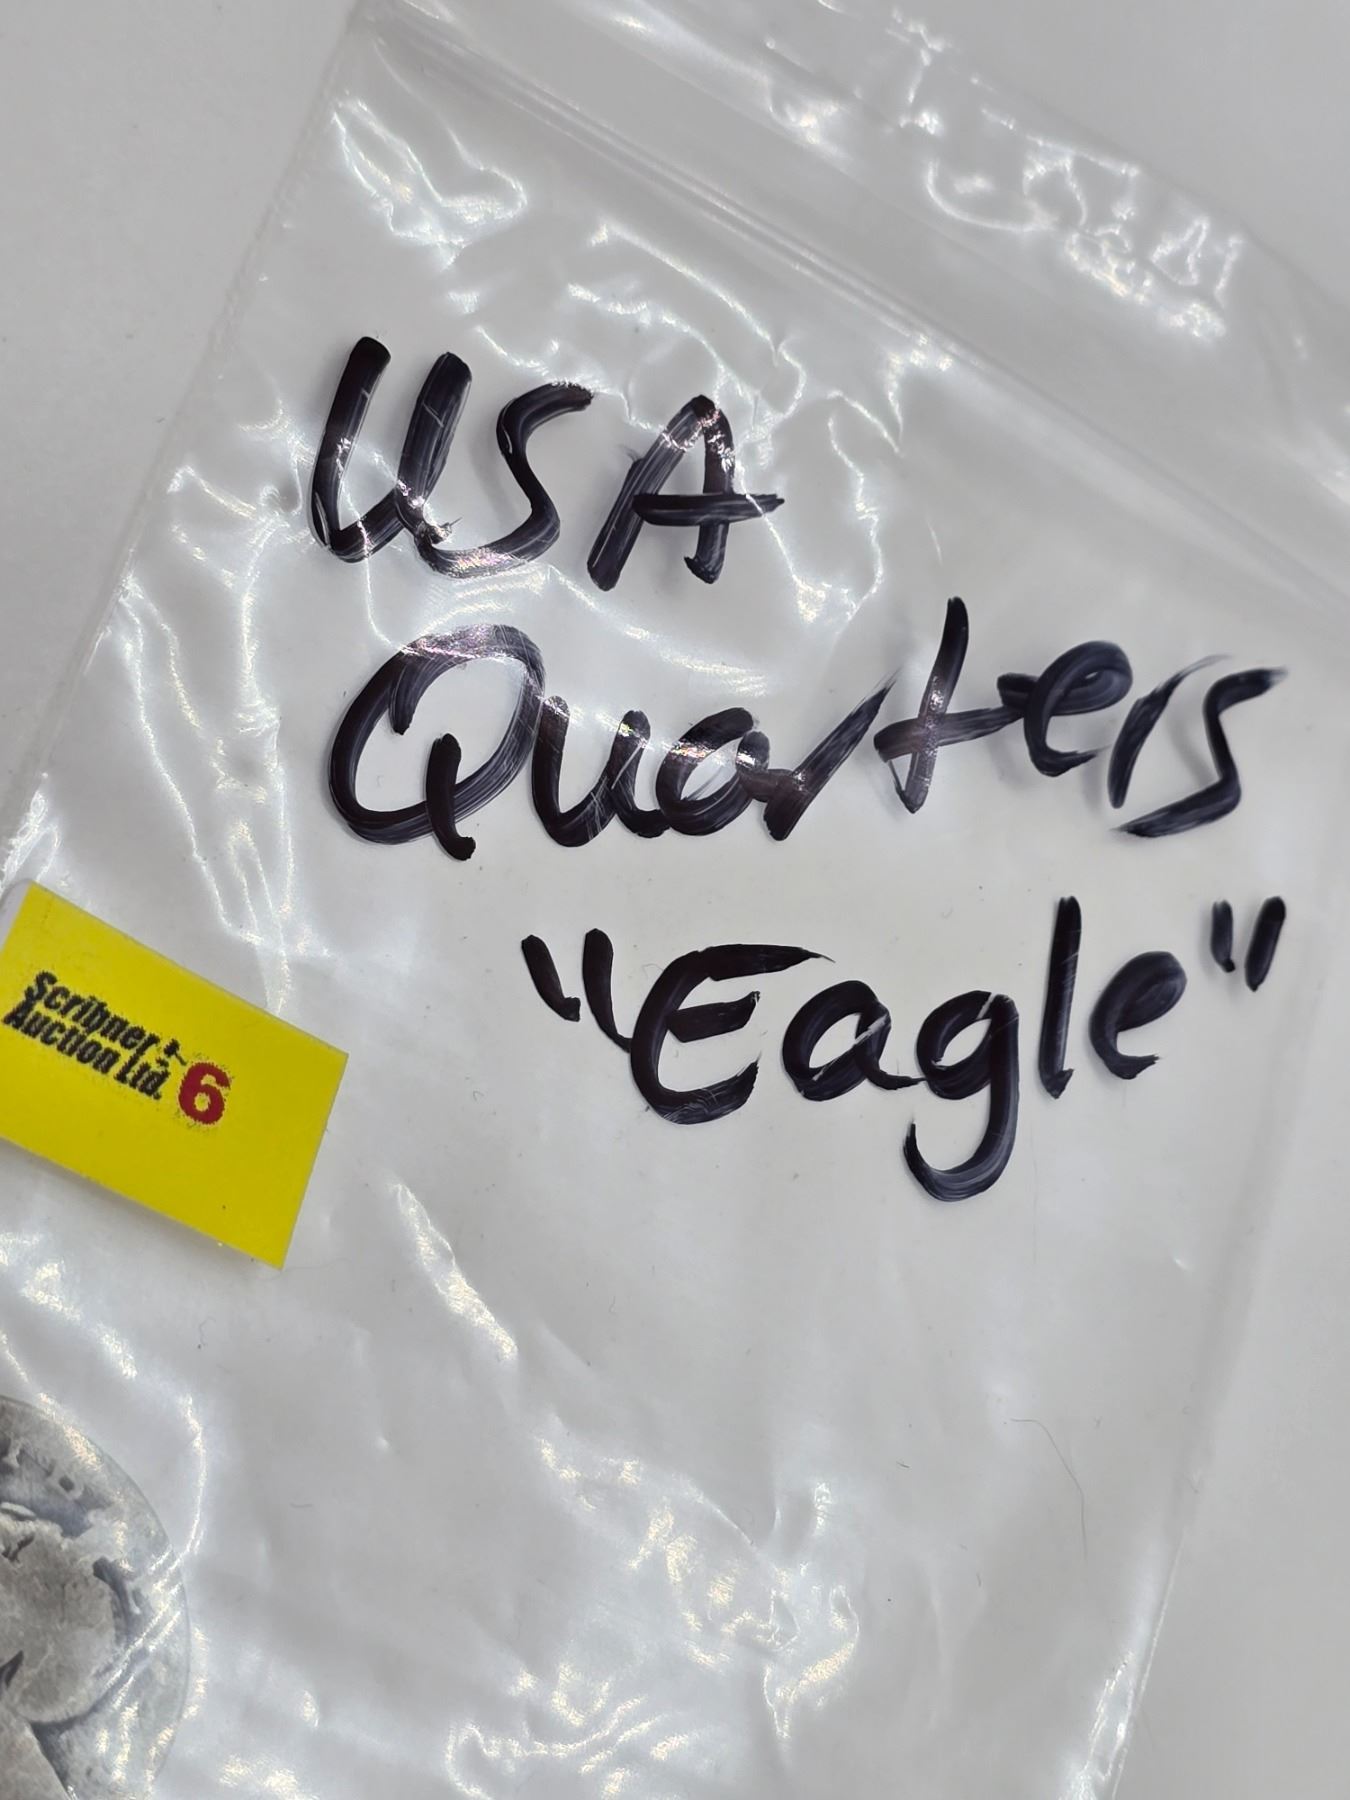 USA
Quarters
"Eagle"
Scribner
Auction Ltd. 6